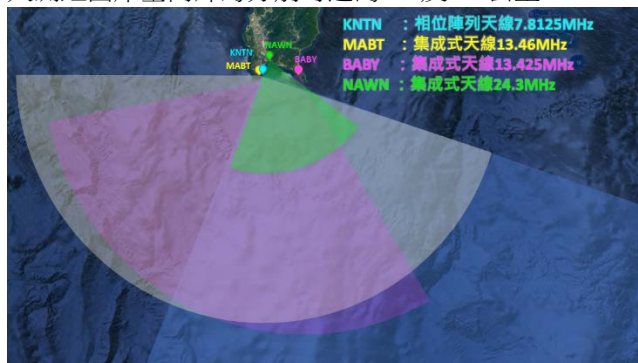 KNTN ：相位陣列天線7.8125MHz
MABT ：集成式天線13.46MHz
BABY ：集成式天線13.425MHz
NAWN ：集成式天線24.3MHz
NAWN
KNTN
BABY
MABT